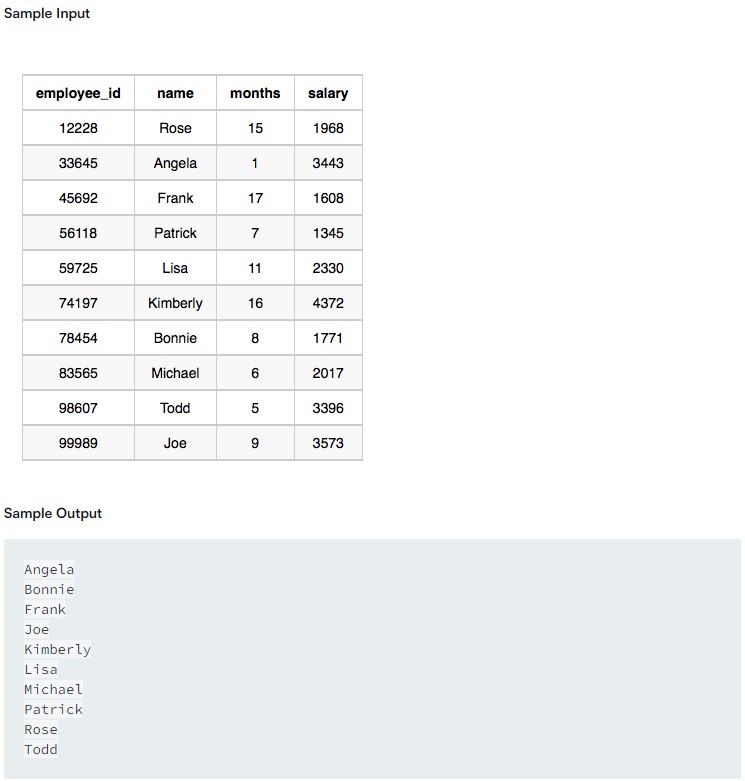 Sample Input
employee_id name months salary
12228 Rose 15 1968
33645 Angela 1 3443
45692 Frank 17 1608
56118 Patrick 7 1345
59725 Lisa 11 2330
74197 Kimberly 16 4372
78454 Bonnie 8 1771
83565 Michael 6 2017
98607 Todd 5 3396
99989 Joe 9 3573
Sample Output
Angela
Bonnie
Frank
Joe
Kimberly
Lisa
Michael
Patrick
Rose
Todd